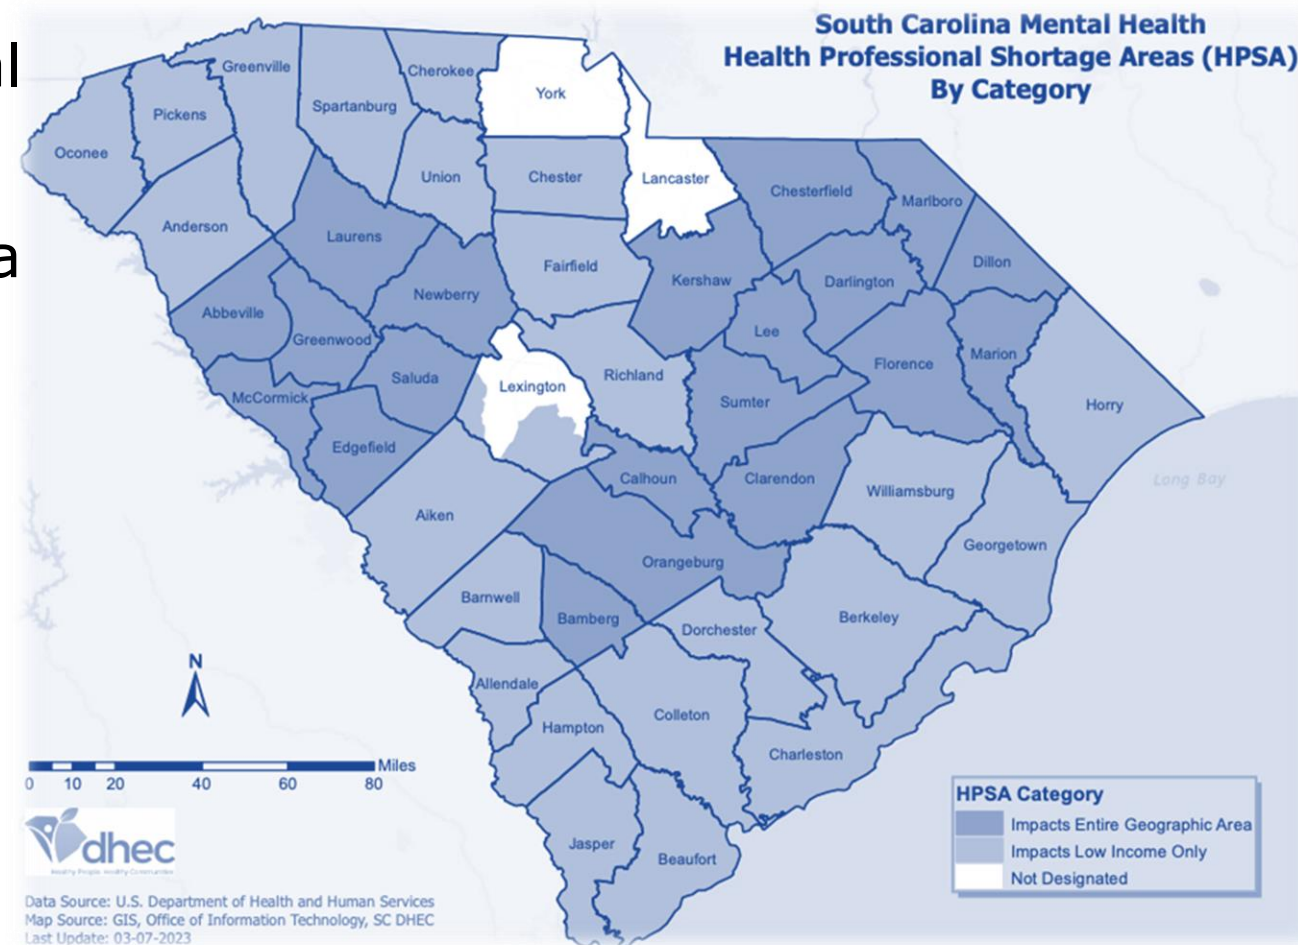 al
a
South Carolina Mental Health
Health Professional Shortage Areas (HPSA)
By Category
York
Greenville
Cherokee
Spartanburg
Pickens
Oconee
Union
Chester
Lancaster
Chesterfield
Marlboro
Anderson
Laurens
Fairfield
Dillon
Kershaw
Darlington
Newberry
Abbeville
Lee
Greenwood
Marion
Florence
Richland
Saluda
Lexington
McCormick
Sumter
Horry
Edgefield
Calhoun
Clarendon
Long Bay
Williamsburg
Aiken
Georgetown
Orangeburg
Barnwell
Bamberg
Berkeley
Dorchester
N
Allendale
Colleton
Hampton
Charleston
Miles
0 10 20 40 60 80
Jasper
Beaufort
HPSA Category
Impacts Entire Geographic Area
Impacts Low Income Only
Not Designated
dhec
Healthy People. Healthy Communities.
Data Source: U.S. Department of Health and Human Services
Map Source: GIS, Office of Information Technology, SC DHEC
Last Update: 03-07-2023